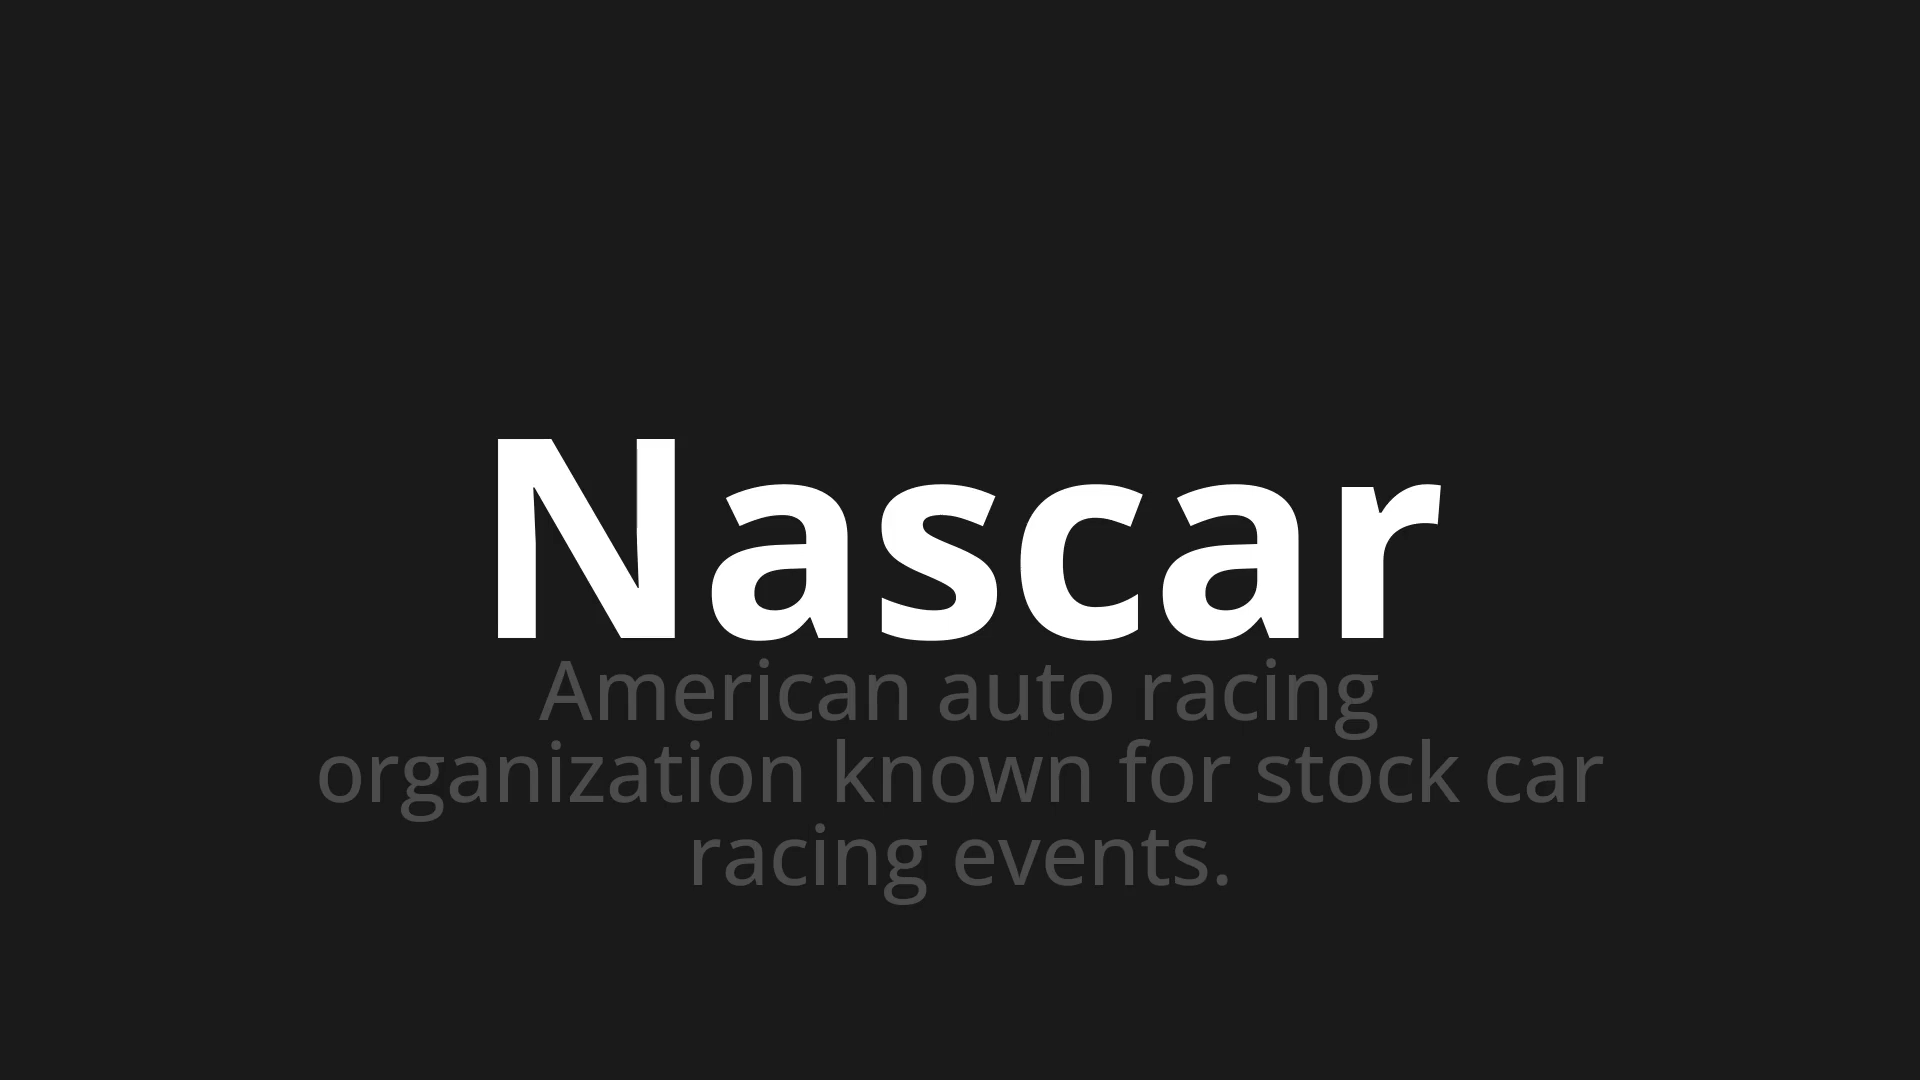 Nascar
American auto racing
organization known for stock car
racing events.